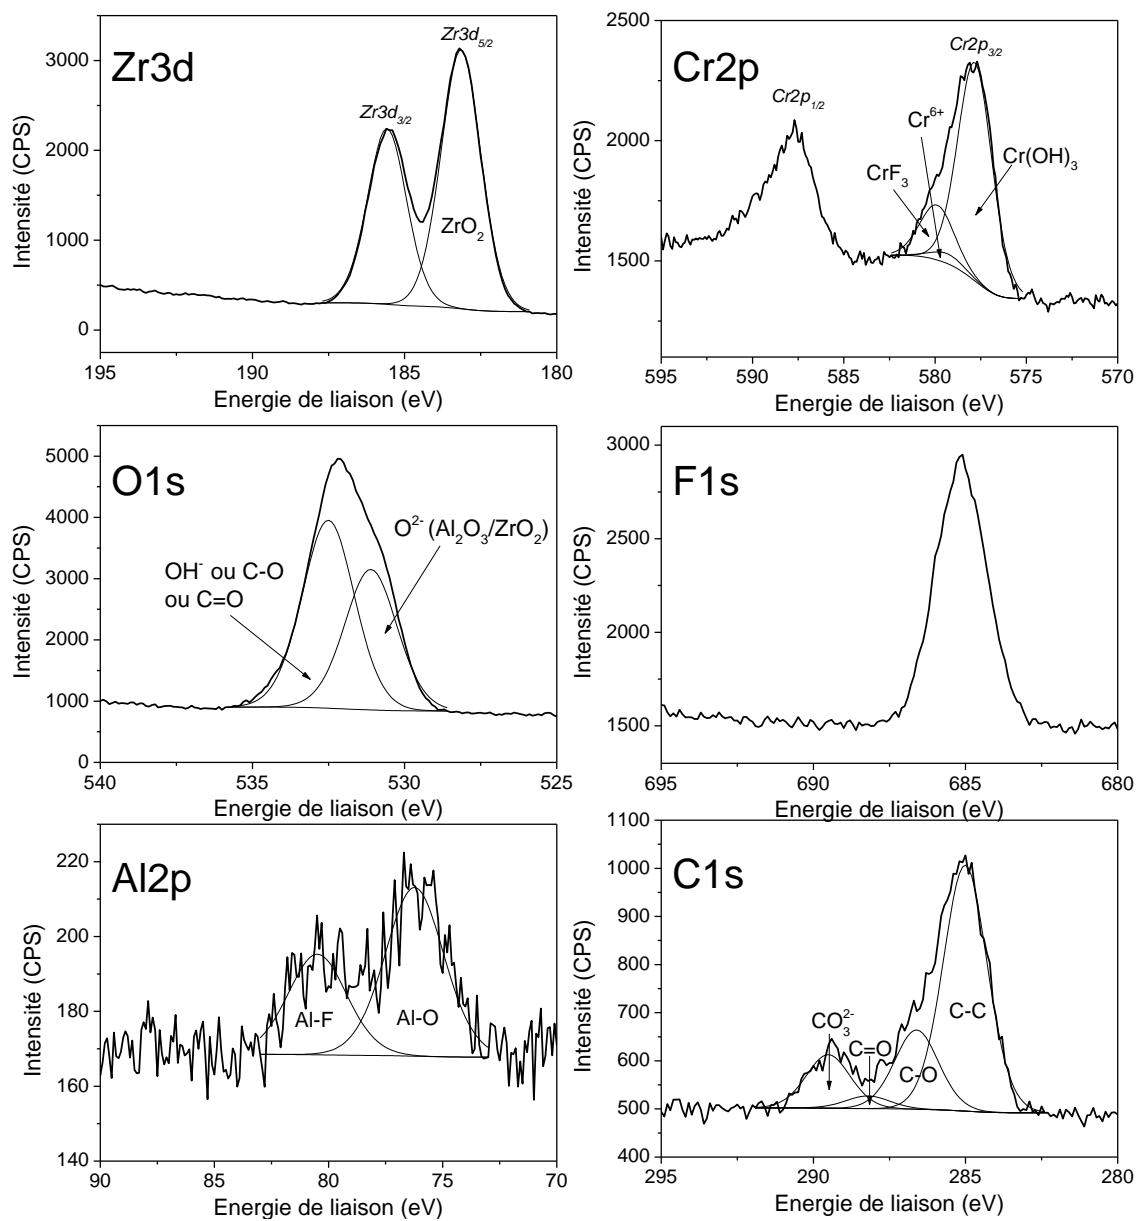 Zr3d
Zr3d3/2
Zr3d5/2
ZrO2
Intensité (CPS)
3000
2000
1000
0
195 190 185 180
Energie de liaison (eV)
Cr2p
Cr2p1/2
Cr2p3/2
Cr6+
CrF3
Cr(OH)3
Intensité (CPS)
2500
2000
1500
595 590 585 580 575 570
Energie de liaison (eV)
O1s
O2- (Al2O3/ZrO2)
OH- ou C-O
ou C=O
Intensité (CPS)
5000
4000
3000
2000
1000
0
540 535 530 525
Energie de liaison (eV)
F1s
Intensité (CPS)
3000
2500
2000
1500
695 690 685 680
Energie de liaison (eV)
Al2p
Al-F
Al-O
Intensité (CPS)
220
200
180
160
140
90 85 80 75 70
Energie de liaison (eV)
C1s
CO32-
C=O
C-O
C-C
Intensité (CPS)
1100
1000
900
800
700
600
500
400
295 290 285 280
Energie de liaison (eV)